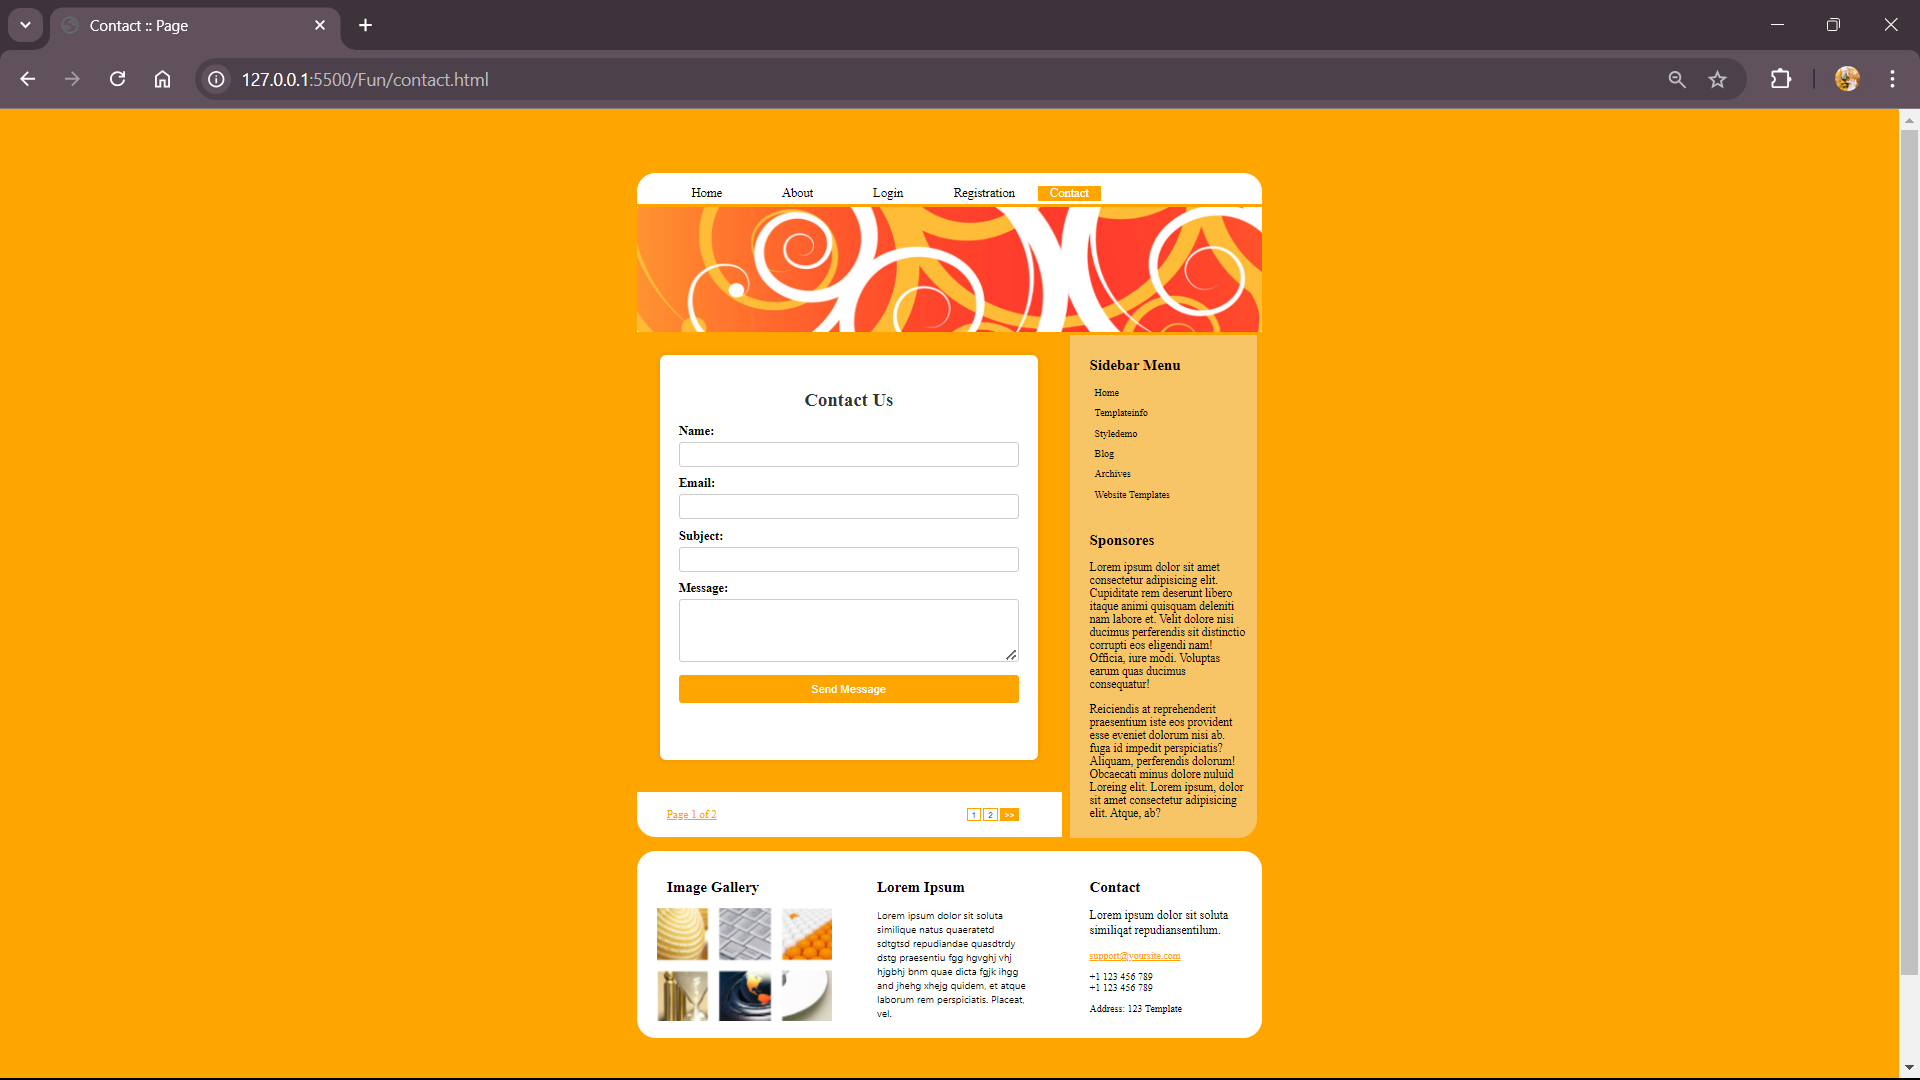 Contact :: Page
127.0.0.1:5500/Fun/contact.html
Home About Login Registration Contact
Contact Us
Name:
Email:
Subject:
Message:
Send Message
Page 1 of 2 1 2 >>
Sidebar Menu
Home
Templateinfo
Styledemo
Blog
Archives
Website Templates
Sponsores
Lorem ipsum dolor sit amet
consectetur adipisicing elit.
Cupiditate rem deserunt libero
itaque animi quisquam deleniti
nam labore et. Velit dolore nisi
ducimus perferendis sit distinctio
corrupti eos eligendi nam!
Officia, iure modi. Voluptas
earum quas ducimus
consequatur!
Reiciendis at reprehenderit
praesentium iste eos provident
esse eveniet dolorum nisi ab.
fuga id impedit perspiciatis?
Aliquam, perferendis dolorum!
Obcaecati minus dolore nuluid
Loreing elit. Lorem ipsum, dolor
sit amet consectetur adipisicing
elit. Atque, ab?
Image Gallery
Lorem Ipsum
Lorem ipsum dolor sit soluta
similique natus quaeratetd
sdtgtsd repudiandae quasdtrdy
dstg praesentiu fgg hgvghj vhj
hjgbhj bnm quae dicta fgjk ihgg
and jhehg xhejg quidem, et atque
laborum rem perspiciatis. Placeat,
vel.
Contact
Lorem ipsum dolor sit soluta
similiqat repudiansentilum.
support@yoursite.com
+1 123 456 789
+1 123 456 789
Address: 123 Template